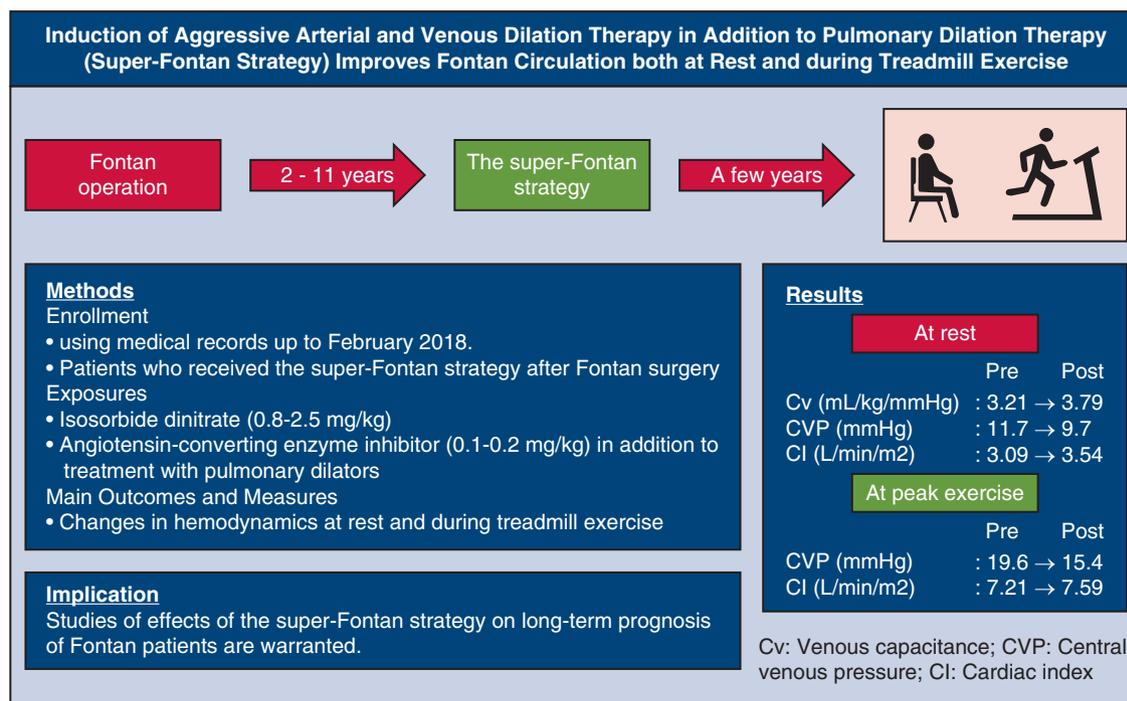 Induction of Aggressive Arterial and Venous Dilation Therapy in Addition to Pulmonary Dilation Therapy
(Super-Fontan Strategy) Improves Fontan Circulation both at Rest and during Treadmill Exercise
Fontan
operation
2 - 11 years
The super-Fontan
strategy
A few years
Methods
Enrollment
• using medical records up to February 2018.
• Patients who received the super-Fontan strategy after Fontan surgery
Exposures
• Isosorbide dinitrate (0.8-2.5 mg/kg)
• Angiotensin-converting enzyme inhibitor (0.1-0.2 mg/kg) in addition to
treatment with pulmonary dilators
Main Outcomes and Measures
• Changes in hemodynamics at rest and during treadmill exercise
Implication
Studies of effects of the super-Fontan strategy on long-term prognosis
of Fontan patients are warranted.
Results
At rest
Pre Post
Cv (mL/kg/mmHg) : 3.21 → 3.79
CVP (mmHg) : 11.7 → 9.7
CI (L/min/m2) : 3.09 → 3.54
At peak exercise
Pre Post
CVP (mmHg) : 19.6 → 15.4
CI (L/min/m2) : 7.21 → 7.59
Cv: Venous capacitance; CVP: Central
venous pressure; CI: Cardiac index